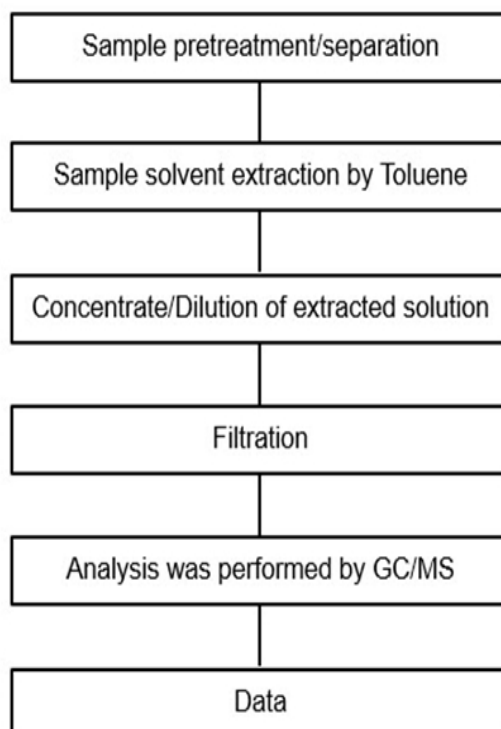 Sample pretreatment/separation
Sample solvent extraction by Toluene
Concentrate/Dilution of extracted solution
Filtration
Analysis was performed by GC/MS
Data